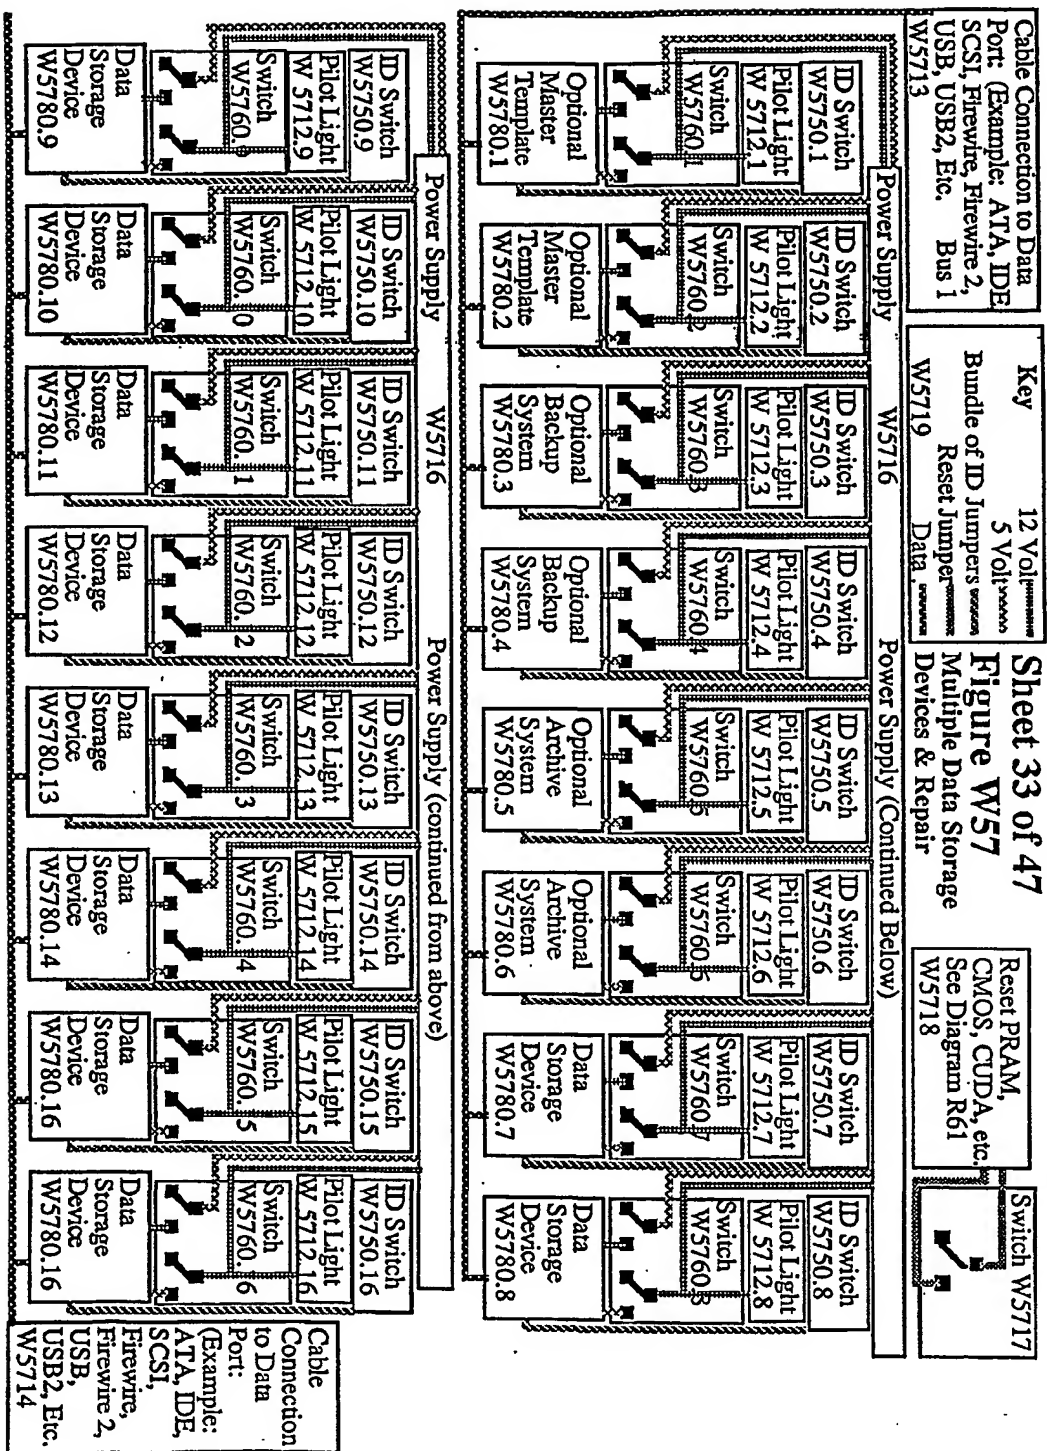 Cable Connection to Data
Port: (Example: ATA, IDE,
SCSI, Firewire, Firewire 2,
USB, USB2, Etc. Bus 1
W5713
Key
12 Volt
5 Volt
Bundle of ID Jumpers
Reset Jumper
W5719 Data
Sheet 33 of 47
Figure W57
Multiple Data Storage
Devices & Repair
Reset PRAM,
CMOS, CUDA, etc.
See Diagram R61
W5718
Switch W5717
Power Supply W5716 Power Supply (Continued Below)
ID Switch
W5750.1
Pilot Light
W 5712.1
Switch
W5760.1
Optional
Master
Template
W5780.1
ID Switch
W5750.2
Pilot Light
W 5712.2
Switch
W5760.2
Optional
Master
Template
W5780.2
ID Switch
W5750.3
Pilot Light
W 5712.3
Switch
W5760.3
Optional
Backup
System
W5780.3
ID Switch
W5750.4
Pilot Light
W 5712.4
Switch
W5760.4
Optional
Backup
System
W5780.4
ID Switch
W5750.5
Pilot Light
W 5712.5
Switch
W5760.5
Optional
Archive
System
W5780.5
ID Switch
W5750.6
Pilot Light
W 5712.6
Switch
W5760.5
Optional
Archive
System
W5780.6
ID Switch
W5750.7
Pilot Light
W 5712.7
Switch
W5760.7
Data
Storage
Device
W5780.7
ID Switch
W5750.8
Pilot Light
W 5712.8
Switch
Data
Storage
Device
W5780.8
Power Supply W5716 Power Supply (continued from above)
ID Switch
W5750.9
Pilot Light
W 5712.9
Switch
Data
Storage
Device
W5780.9
ID Switch
W5750.10
Pilot Light
W 5712.10
Switch
W5760. 0
Data
Storage
Device
W5780.10
ID Switch
W5750.11
Pilot Light
W 5712.11
Switch
W5760. 1
Data
Storage
Device
W5780.11
ID Switch
W5750.12
Pilot Light
W 5712.12
Switch
W5760. 2
Data
Storage
Device
W5780.12
ID Switch
W5750.13
Pilot Light
W 5712.13
Switch
W5760. 3
Data
Storage
Device
W5780.13
ID Switch
W5750.14
Pilot Light
W 5712.14
Switch
W5760. 4
Data
Storage
Device
W5780.14
ID Switch
W5750.15
Pilot Light
W 5712.15
Switch
W5760. 5
Data
Storage
Device
W5780.16
ID Switch
W5750.16
Pilot Light
W 5712.16
Switch
W5760. 6
Data
Storage
Device
W5780.16
Cable
Connection
to Data
Port:
(Example:
ATA, IDE,
SCSI,
Firewire,
Firewire 2,
USB,
USB2, Etc.
W5714